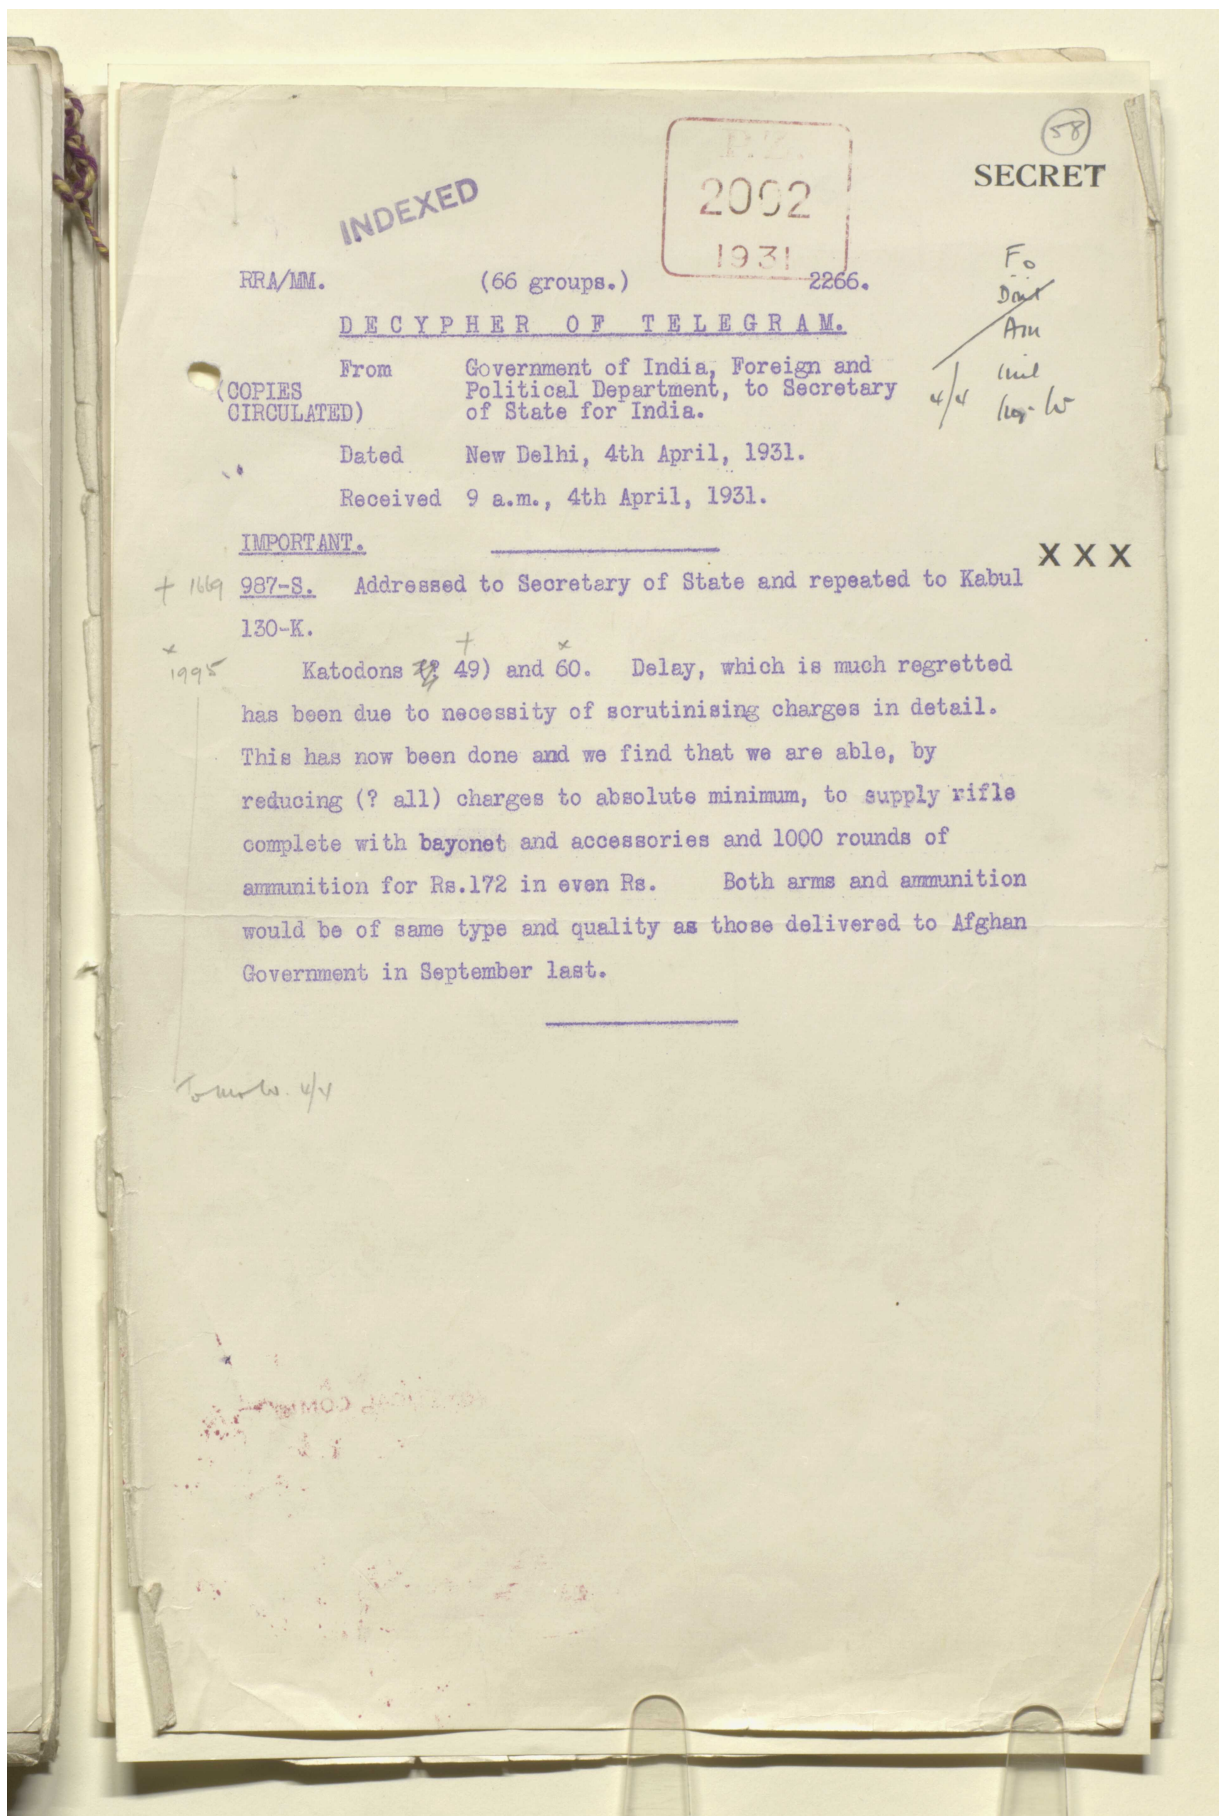 58
SECRET
INDEXED
P.Z.
2002
1931
RRA/MM. (66 groups.) 2266.
DECYPHER OF TELEGRAM.
From Government of India, Foreign and
(COPIES Political Department, to Secretary
CIRCULATED) of State for India.
Dated New Delhi, 4th April, 1931.
Received 9 a.m., 4th April, 1931.
IMPORTANT.
XXX
+ 1669 987-S. Addressed to Secretary of State and repeated to Kabul
130-K.
+ x
x
1995 Katodons 49) and 60. Delay, which is much regretted
has been due to necessity of scrutinising charges in detail.
This has now been done and we find that we are able, by
reducing (? all) charges to absolute minimum, to supply rifle
complete with bayonet and accessories and 1000 rounds of
ammunition for Rs.172 in even Rs. Both arms and ammunition
would be of same type and quality as those delivered to Afghan
Government in September last.
4/4
Fo
4/4